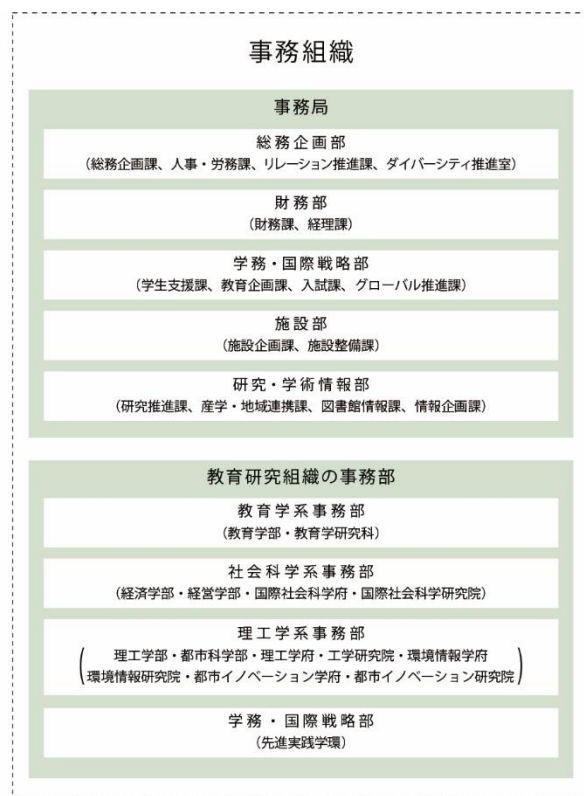 事務組織
事務局
総務企画部
（総務企画課、人事・労務課、リレーション推進課、ダイバーシティ推進室）
財務部
（財務課、経理課）
学務・国際戦略部
（学生支援課、教育企画課、入試課、グローバル推進課）
施設部
（施設企画課、施設整備課）
研究・学術情報部
（研究推進課、産学・地域連携課、図書館情報課、情報企画課）
教育研究組織の事務部
教育学系事務部
（教育学部・教育学研究科）
社会科学系事務部
（経済学部・経営学部・国際社会科学府・国際社会科学研究院）
理工学系事務部
（理工学部・都市科学部・理工学府・工学研究院・環境情報学府
環境情報研究院・都市イノベーション学府・都市イノベーション研究院）
学務・国際戦略部
（先進実践学環）